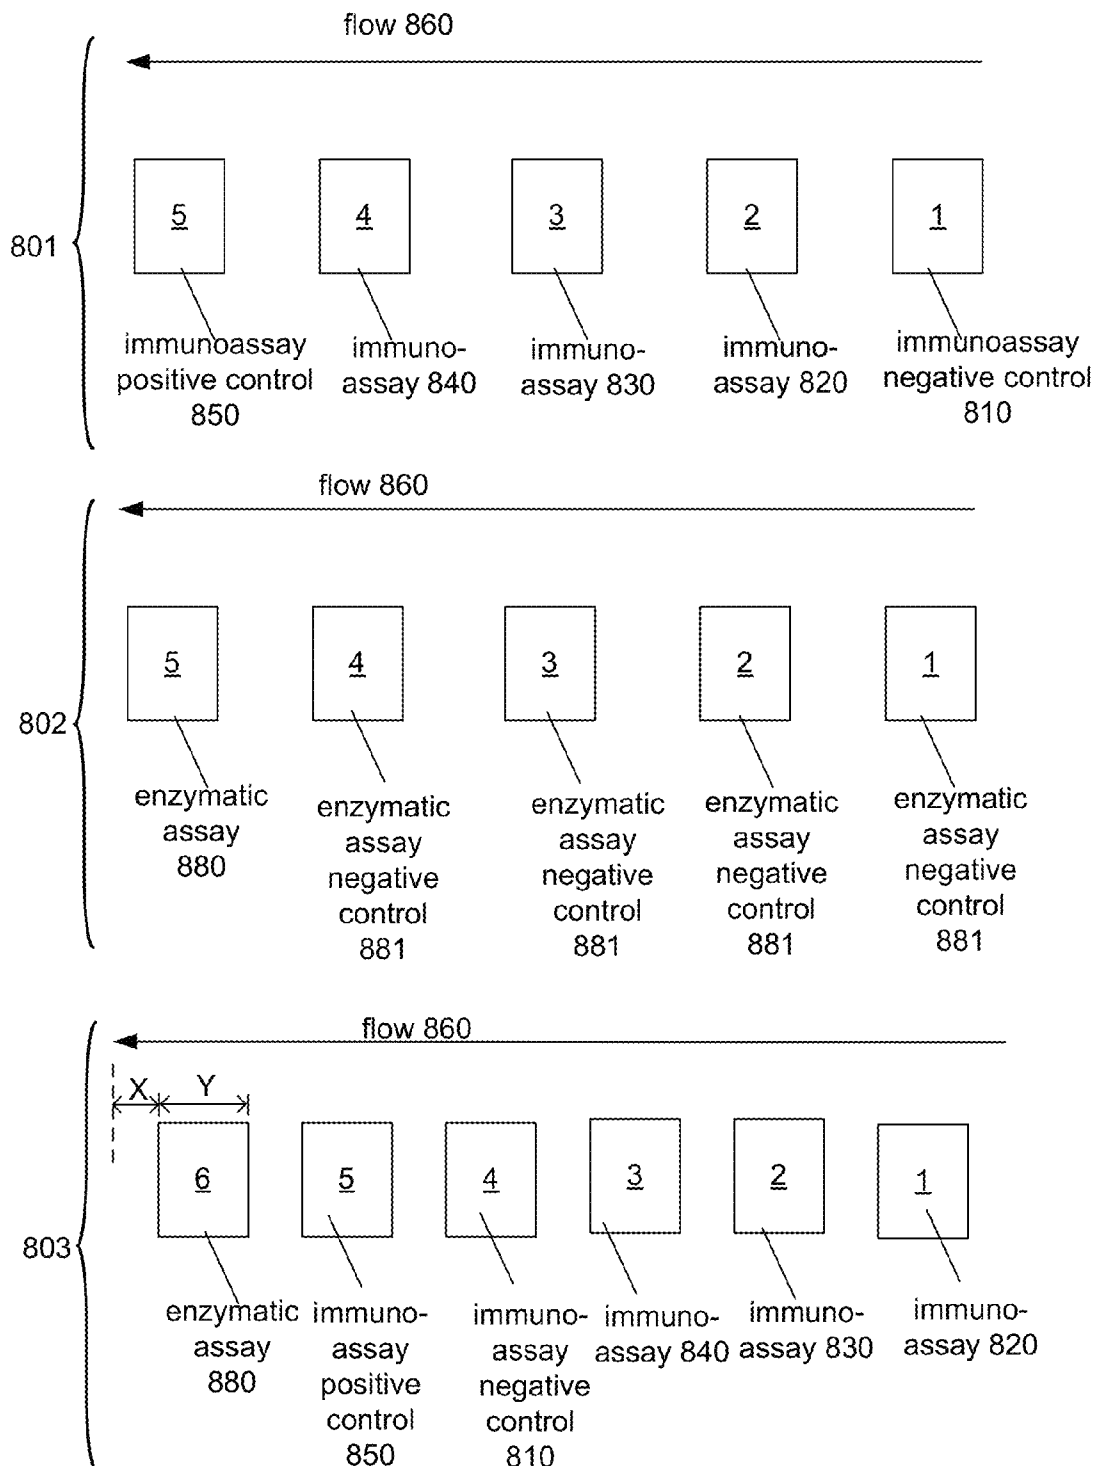 flow 860
801
5
4
3
2
1
immunoassay
positive control
850
immuno-
assay 840
immuno-
assay 830
immuno-
assay 820
immunoassay
negative control
810
flow 860
802
5
4
3
2
1
enzymatic
assay
880
enzymatic
assay
negative
control
881
enzymatic
assay
negative
control
881
enzymatic
assay
negative
control
881
enzymatic
assay
negative
control
881
flow 860
X
Y
803
6
5
4
3
2
1
enzymatic
assay
880
immuno-
assay
positive
control
850
immuno-
assay
negative
control
810
immuno-
assay 840
immuno-
assay 830
immuno-
assay 820